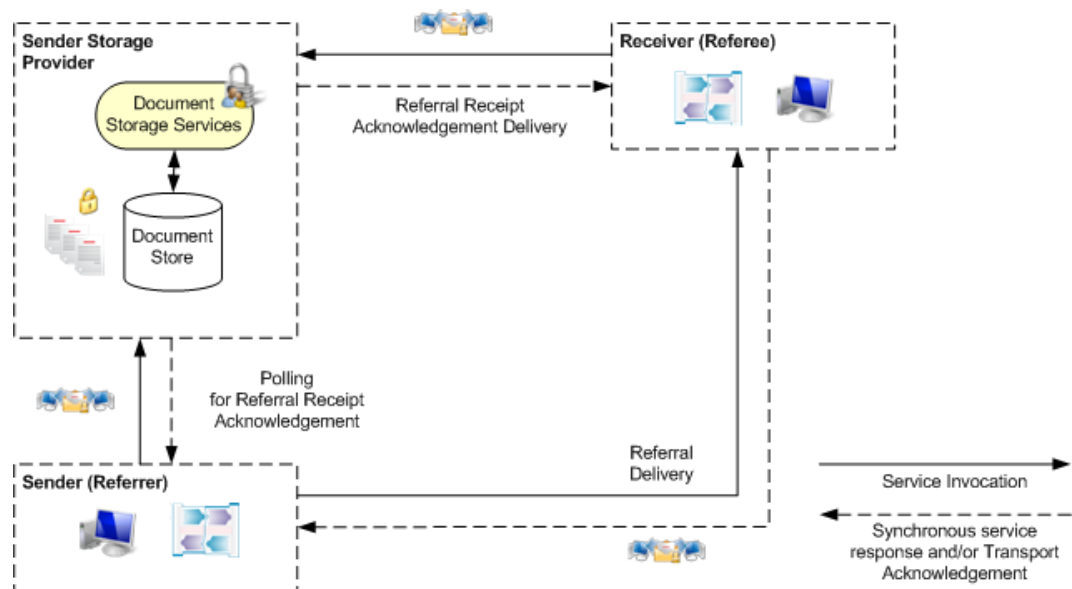 Sender Storage
Provider
Document
Storage Services
Document
Store
Referral Receipt
Acknowledgement Delivery
Receiver (Referee)
Polling
for Referral Receipt
Acknowledgement
Sender (Referrer)
Referral
Delivery
Service Invocation
Synchronous service
response and/or Transport
Acknowledgement